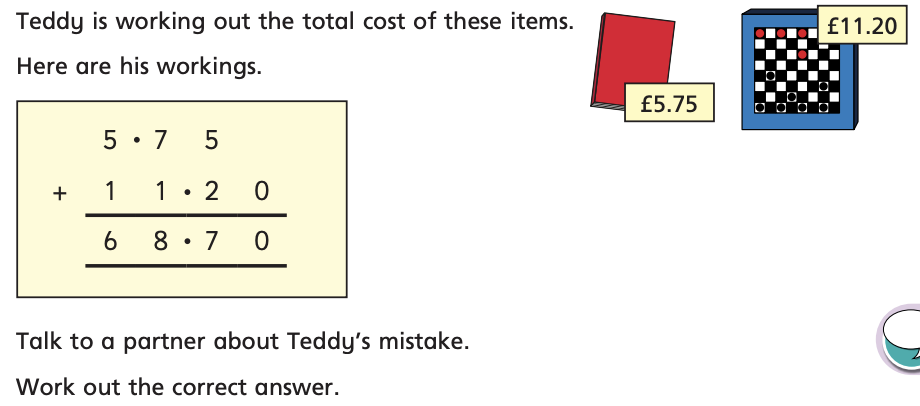 Teddy is working out the total cost of these items.
Here are his workings.
£5.75
£11.20
5 · 7 5
+ 1 1 · 2 0
6 8 · 7 0
Talk to a partner about Teddy’s mistake.
Work out the correct answer.